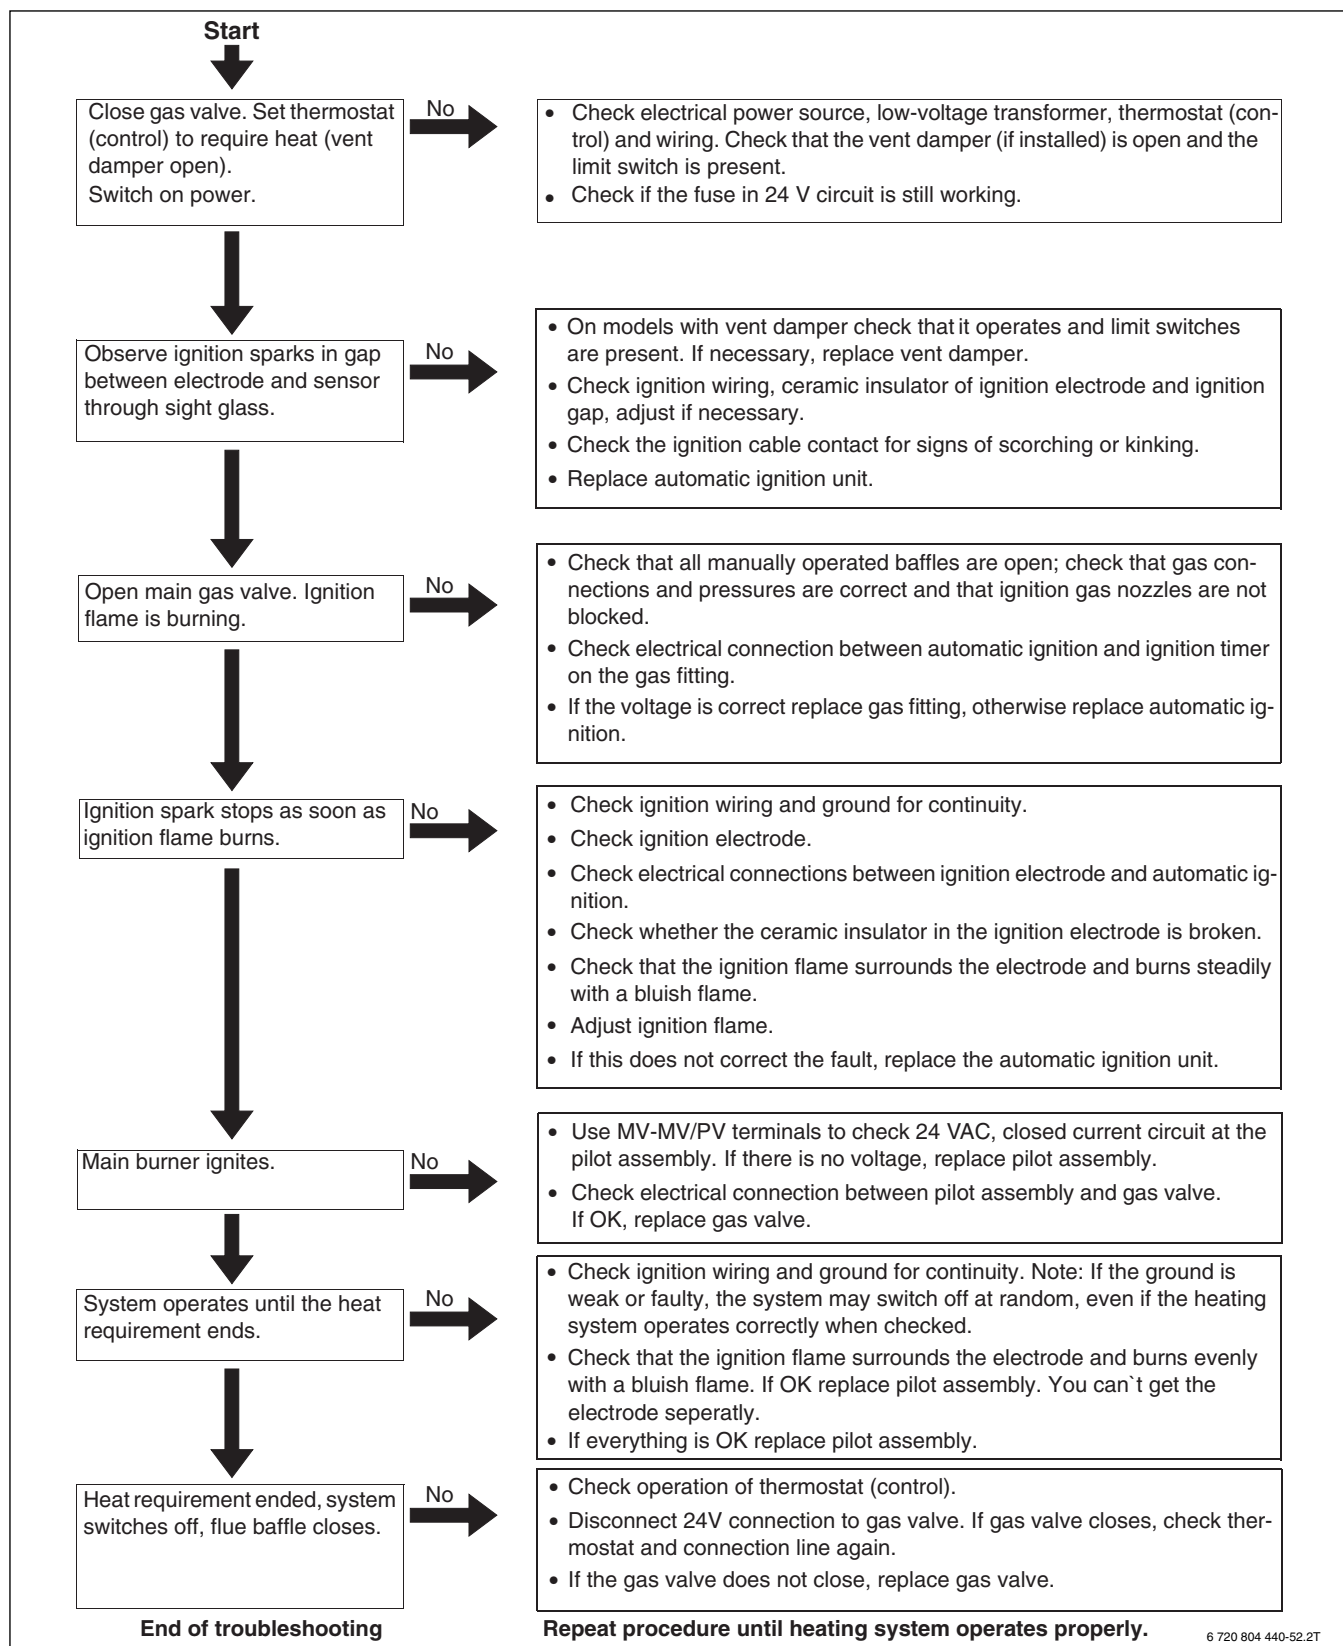 Start
Close gas valve. Set thermostat
(control) to require heat (vent
damper open).
Switch on power.
No
• Check electrical power source, low-voltage transformer, thermostat (con-
trol) and wiring. Check that the vent damper (if installed) is open and the
limit switch is present.
• Check if the fuse in 24 V circuit is still working.
Observe ignition sparks in gap
between electrode and sensor
through sight glass.
No
• On models with vent damper check that it operates and limit switches
are present. If necessary, replace vent damper.
• Check ignition wiring, ceramic insulator of ignition electrode and ignition
gap, adjust if necessary.
• Check the ignition cable contact for signs of scorching or kinking.
• Replace automatic ignition unit.
Open main gas valve. Ignition
flame is burning.
No
• Check that all manually operated baffles are open; check that gas con-
nections and pressures are correct and that ignition gas nozzles are not
blocked.
• Check electrical connection between automatic ignition and ignition timer
on the gas fitting.
• If the voltage is correct replace gas fitting, otherwise replace automatic ig-
nition.
Ignition spark stops as soon as
ignition flame burns.
No
• Check ignition wiring and ground for continuity.
• Check ignition electrode.
• Check electrical connections between ignition electrode and automatic ig-
nition.
• Check whether the ceramic insulator in the ignition electrode is broken.
• Check that the ignition flame surrounds the electrode and burns steadily
with a bluish flame.
• Adjust ignition flame.
• If this does not correct the fault, replace the automatic ignition unit.
Main burner ignites.
No
• Use MV-MV/PV terminals to check 24 VAC, closed current circuit at the
pilot assembly. If there is no voltage, replace pilot assembly.
• Check electrical connection between pilot assembly and gas valve.
If OK, replace gas valve.
System operates until the heat
requirement ends.
No
• Check ignition wiring and ground for continuity. Note: If the ground is
weak or faulty, the system may switch off at random, even if the heating
system operates correctly when checked.
• Check that the ignition flame surrounds the electrode and burns evenly
with a bluish flame. If OK replace pilot assembly. You can`t get the
electrode seperatly.
• If everything is OK replace pilot assembly.
Heat requirement ended, system
switches off, flue baffle closes.
No
• Check operation of thermostat (control).
• Disconnect 24V connection to gas valve. If gas valve closes, check ther-
mostat and connection line again.
• If the gas valve does not close, replace gas valve.
End of troubleshooting
Repeat procedure until heating system operates properly.
6 720 804 440-52.2T